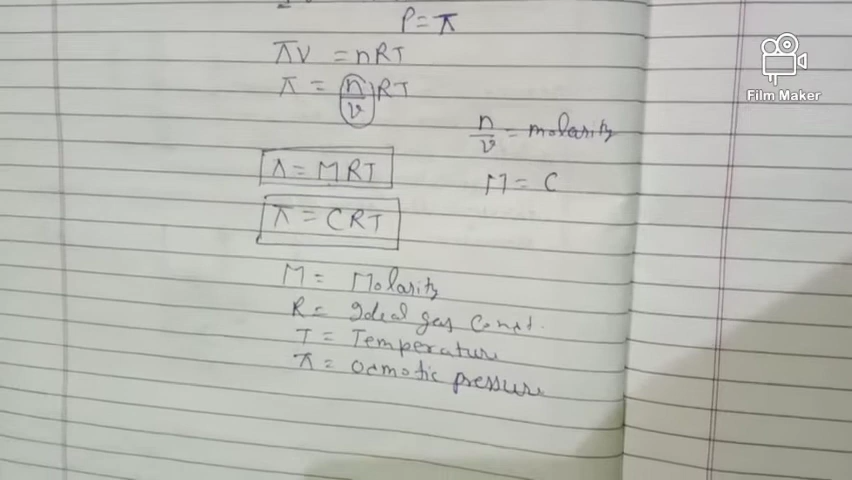 P = π
πV = nRT
π = n/v RT
n/v = molarity
π = MRT
M = C
π = CRT
M = Molarity
R = Ideal gas Const.
T = Temperature
π = Osmotic pressure
Film Maker